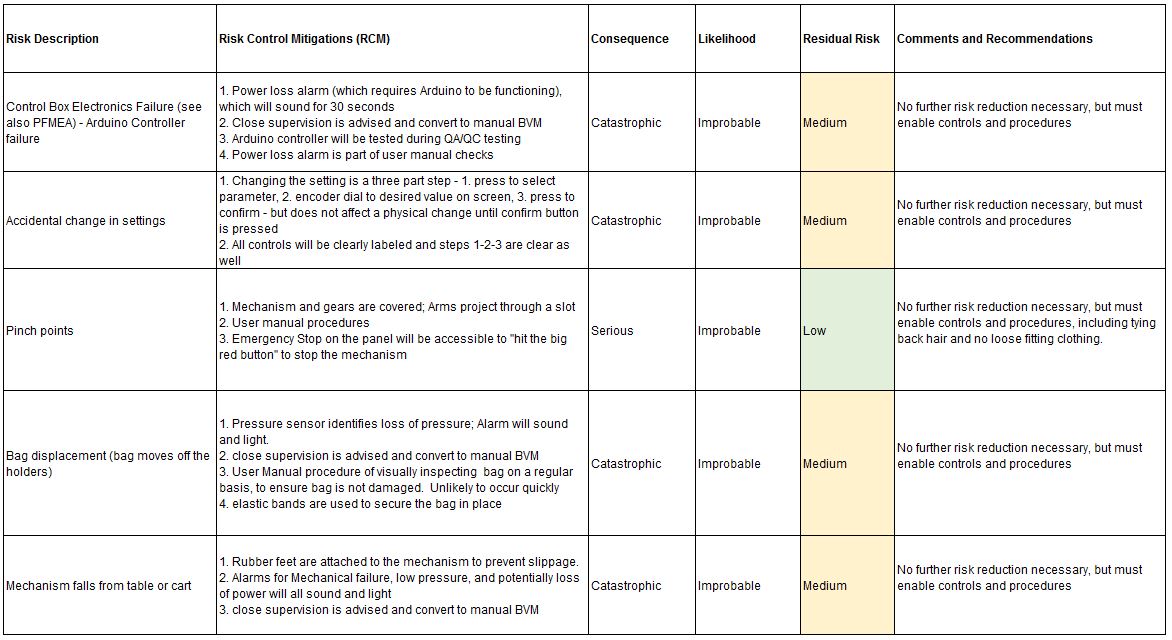 Risk Description
Risk Control Mitigations (RCM)
Consequence
Likelihood
Residual Risk
Comments and Recommendations
Control Box Electronics Failure (see
also PFMEA) - Arduino Controller
failure
1. Power loss alarm (which requires Arduino to be functioning),
which will sound for 30 seconds
2. Close supervision is advised and convert to manual BVM
3. Arduino controller will be tested during QA/QC testing
4. Power loss alarm is part of user manual checks
Catastrophic
Improbable
Medium
No further risk reduction necessary, but must
enable controls and procedures
Accidental change in settings
1. Changing the setting is a three part step - 1. press to select
parameter, 2. encoder dial to desired value on screen, 3. press to
confirm - but does not affect a physical change until confirm button
is pressed
2. All controls will be clearly labeled and steps 1-2-3 are clear as
well
Catastrophic
Improbable
Medium
No further risk reduction necessary, but must
enable controls and procedures
Pinch points
1. Mechanism and gears are covered; Arms project through a slot
2. User manual procedures
3. Emergency Stop on the panel will be accessible to "hit the big
red button" to stop the mechanism
Serious
Improbable
Low
No further risk reduction necessary, but must
enable controls and procedures, including tying
back hair and no loose fitting clothing.
Bag displacement (bag moves off the
holders)
1. Pressure sensor identifies loss of pressure; Alarm will sound
and light.
2. close supervision is advised and convert to manual BVM
3. User Manual procedure of visually inspecting bag on a regular
basis, to ensure bag is not damaged. Unlikely to occur quickly
4. elastic bands are used to secure the bag in place
Catastrophic
Improbable
Medium
No further risk reduction necessary, but must
enable controls and procedures
Mechanism falls from table or cart
1. Rubber feet are attached to the mechanism to prevent slippage.
2. Alarms for Mechanical failure, low pressure, and potentially loss
of power will all sound and light
3. close supervision is advised and convert to manual BVM
Catastrophic
Improbable
Medium
No further risk reduction necessary, but must
enable controls and procedures